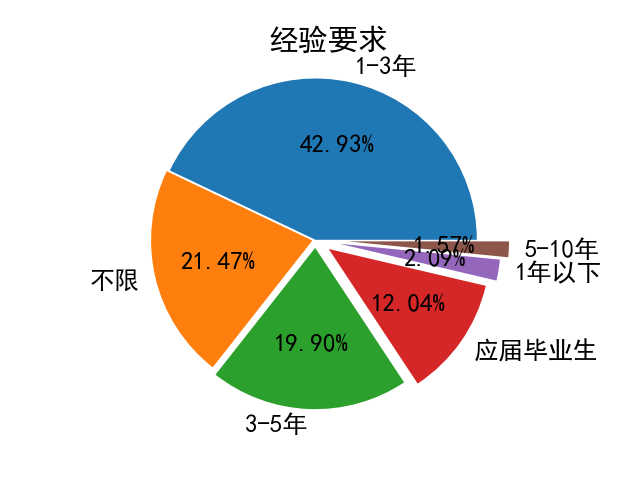 经验要求
1-3年
42.93%
不限
21.47%
3-5年
19.90%
应届毕业生
12.04%
1年以下
2.09%
5-10年
1.57%